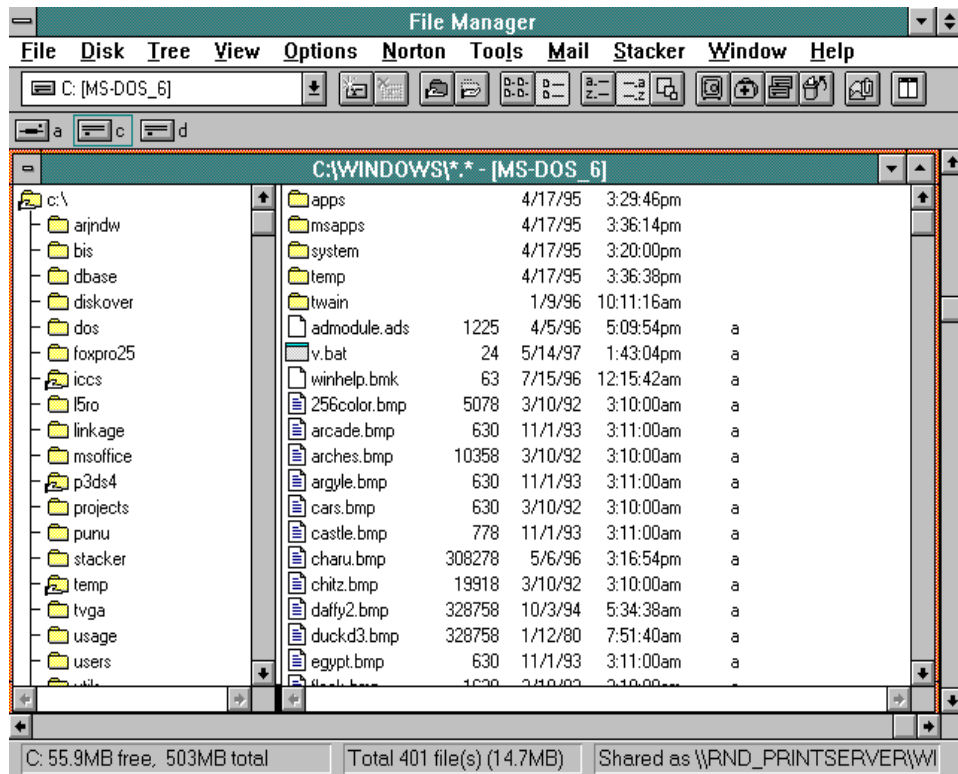 File Manager
File Disk Tree View Options Norton Tools Mail Stacker Window Help
C: [MS-DOS_6]
a c d
C:\WINDOWS\*.* - [MS-DOS_6]
c:\ apps 4/17/95 3:29:46pm
arjndw msapps 4/17/95 3:36:14pm
bis system 4/17/95 3:20:00pm
dbase temp 4/17/95 3:36:38pm
diskover twain 1/9/96 10:11:16am
dos admodule.ads 1225 4/5/96 5:09:54pm a
foxpro25 v.bat 24 5/14/97 1:43:04pm a
iccs winhelp.bmk 63 7/15/96 12:15:42am a
l5ro 256color.bmp 5078 3/10/92 3:10:00am a
linkage arcade.bmp 630 11/1/93 3:11:00am a
msoffice arches.bmp 10358 3/10/92 3:10:00am a
p3ds4 argyle.bmp 630 11/1/93 3:11:00am a
projects cars.bmp 630 3/10/92 3:10:00am a
punu castle.bmp 778 11/1/93 3:11:00am a
stacker charu.bmp 308278 5/6/96 3:16:54pm a
temp chitz.bmp 19918 3/10/92 3:10:00am a
tvga daffy2.bmp 328758 10/3/94 5:34:38am a
usage duckd3.bmp 328758 1/12/80 7:51:40am a
users egypt.bmp 630 11/1/93 3:11:00am a
C: 55.9MB free, 503MB total Total 401 file(s) (14.7MB) Shared as \\RND_PRINTSERVER\WI